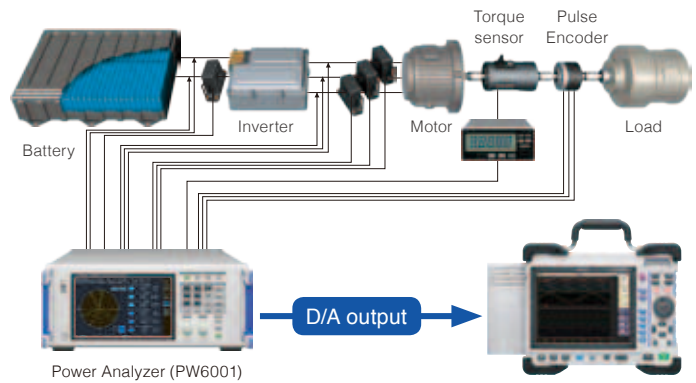 Torque
sensor
Pulse
Encoder
Battery
Inverter
Motor
Load
D/A output
Power Analyzer (PW6001)